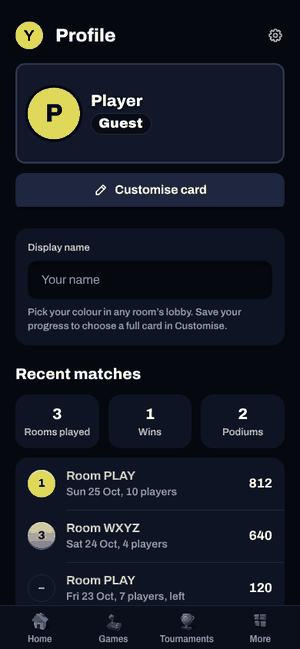 Y Profile
P
Player
Guest
Customise card
Display name
Your name
Pick your colour in any room's lobby. Save your
progress to choose a full card in Customise.
Recent matches
3 1 2
Rooms played Wins Podiums
1 Room PLAY 812
Sun 25 Oct, 10 players
3 Room WXYZ 640
Sat 24 Oct, 4 players
– Room PLAY 120
Fri 23 Oct, 7 players, left
Home Games Tournaments More